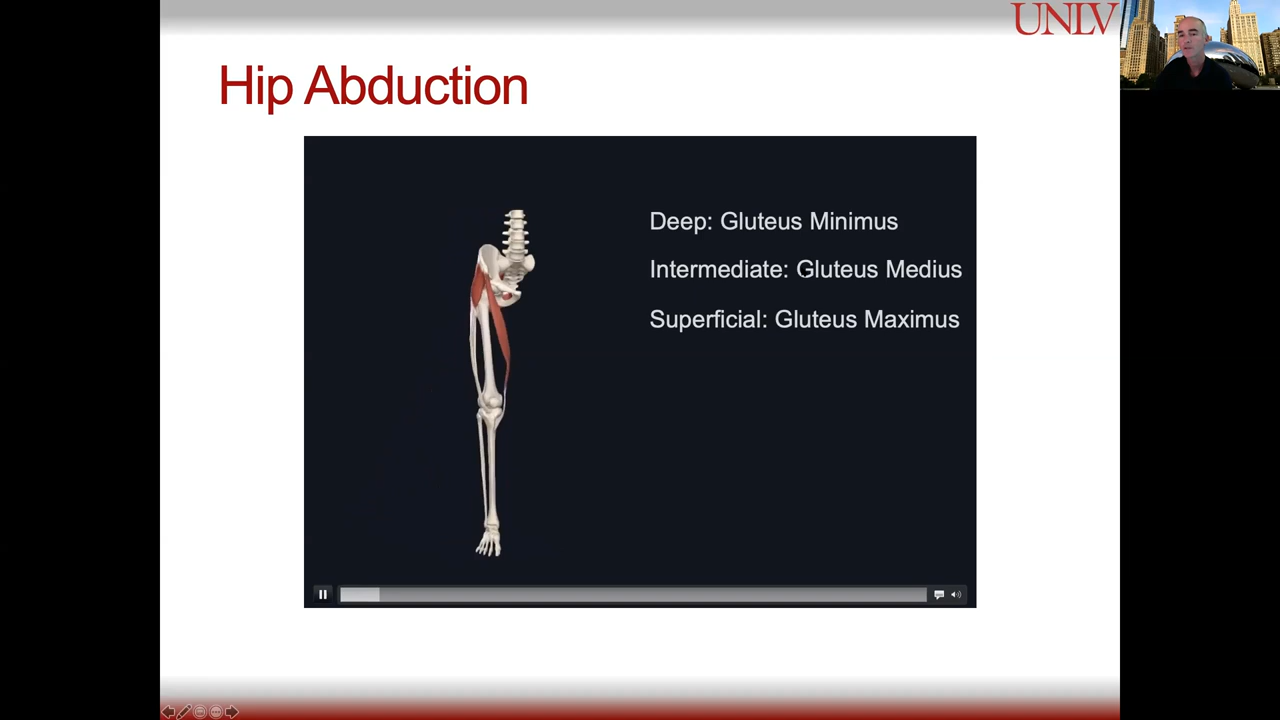 UNLV
Hip Abduction
Deep: Gluteus Minimus
Intermediate: Gluteus Medius
Superficial: Gluteus Maximus